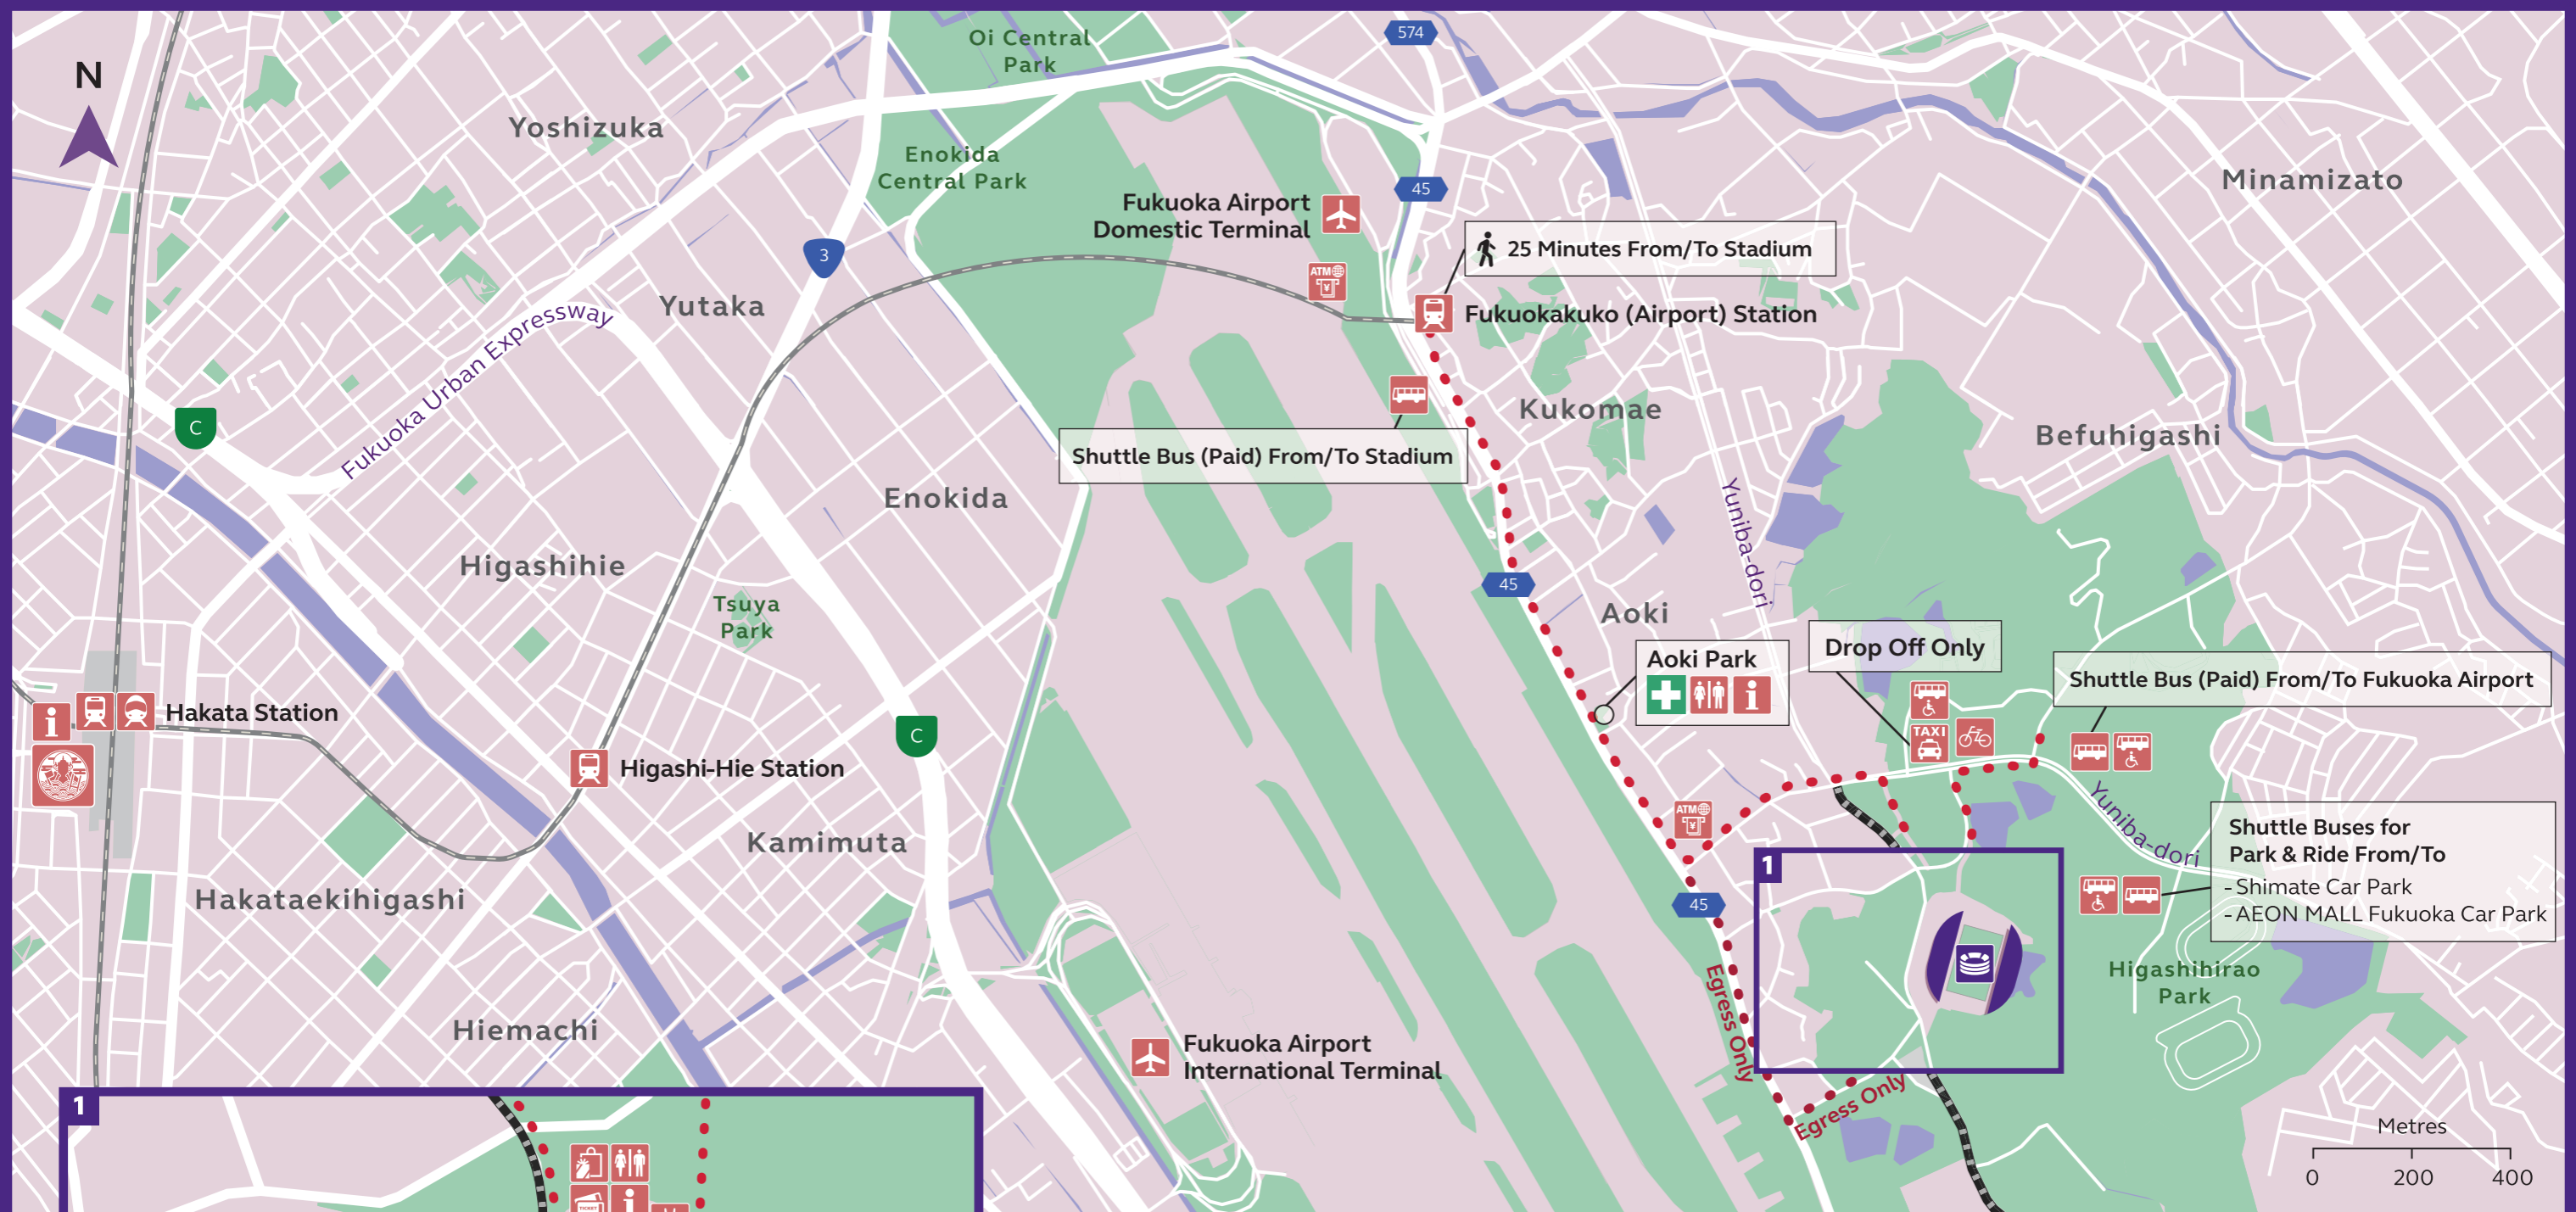 N
Oi Central
Park
574
Yoshizuka
Enokida
Central Park
Minamizato
45
Fukuoka Airport
Domestic Terminal
3
25 Minutes From/To Stadium
ATM
¥
Yutaka
Fukuokakuko (Airport) Station
Fukuoka Urban Expressway
C
Kukomae
Befuhigashi
Shuttle Bus (Paid) From/To Stadium
Enokida
Yuniba-dori
Higashihie
45
Tsuya
Park
Aoki
Aoki Park
i
Drop Off Only
Shuttle Bus (Paid) From/To Fukuoka Airport
i
Hakata Station
C
TAXI
Higashi-Hie Station
ATM
¥
Yuniba-dori
Kamimuta
Shuttle Buses for
Park & Ride From/To
- Shimate Car Park
- AEON MALL Fukuoka Car Park
1
Hakataekihigashi
45
Higashihirao
Park
Egress Only
Hiemachi
Fukuoka Airport
International Terminal
Egress Only
1
Metres
0 200 400
TICKET
i